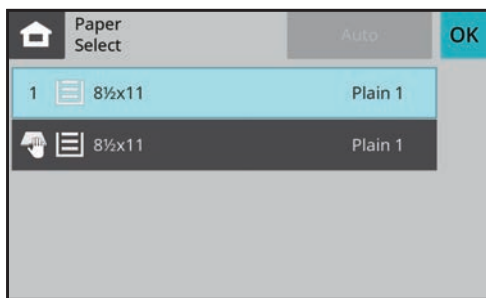 Paper
Select
Auto
OK
1 8½x11 Plain 1
8½x11 Plain 1